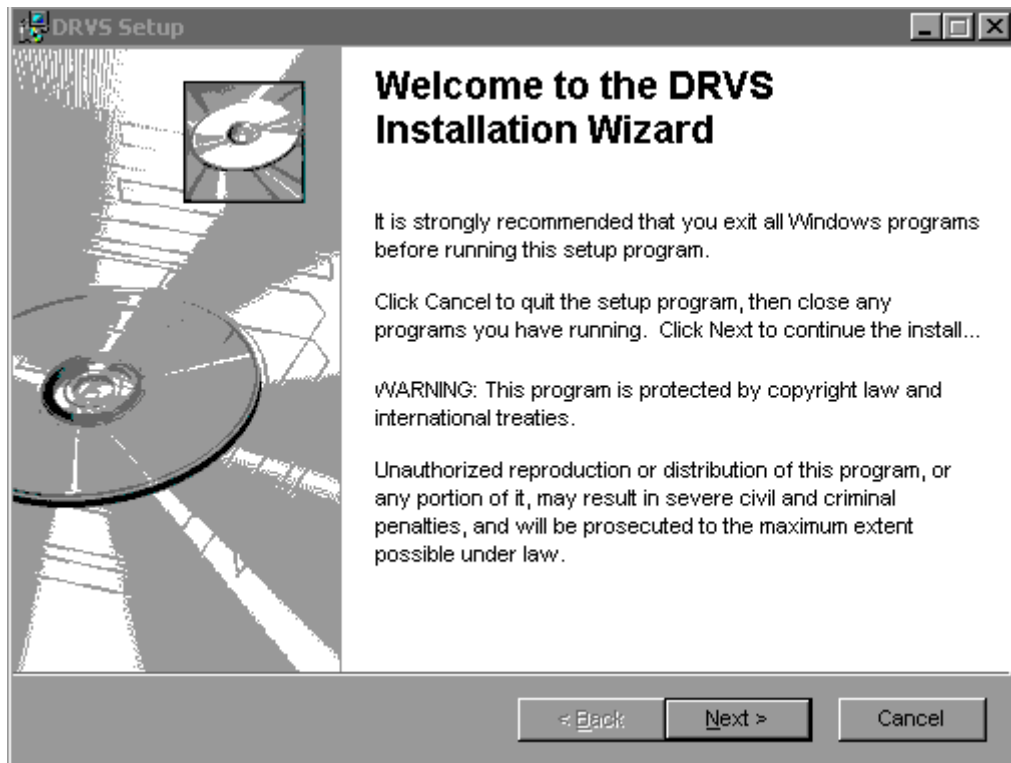 DRVS Setup
Welcome to the DRVS
Installation Wizard
It is strongly recommended that you exit all Windows programs
before running this setup program.
Click Cancel to quit the setup program, then close any
programs you have running.  Click Next to continue the install...
WARNING: This program is protected by copyright law and
international treaties.
Unauthorized reproduction or distribution of this program, or
any portion of it, may result in severe civil and criminal
penalties, and will be prosecuted to the maximum extent
possible under law.
< Back Next > Cancel